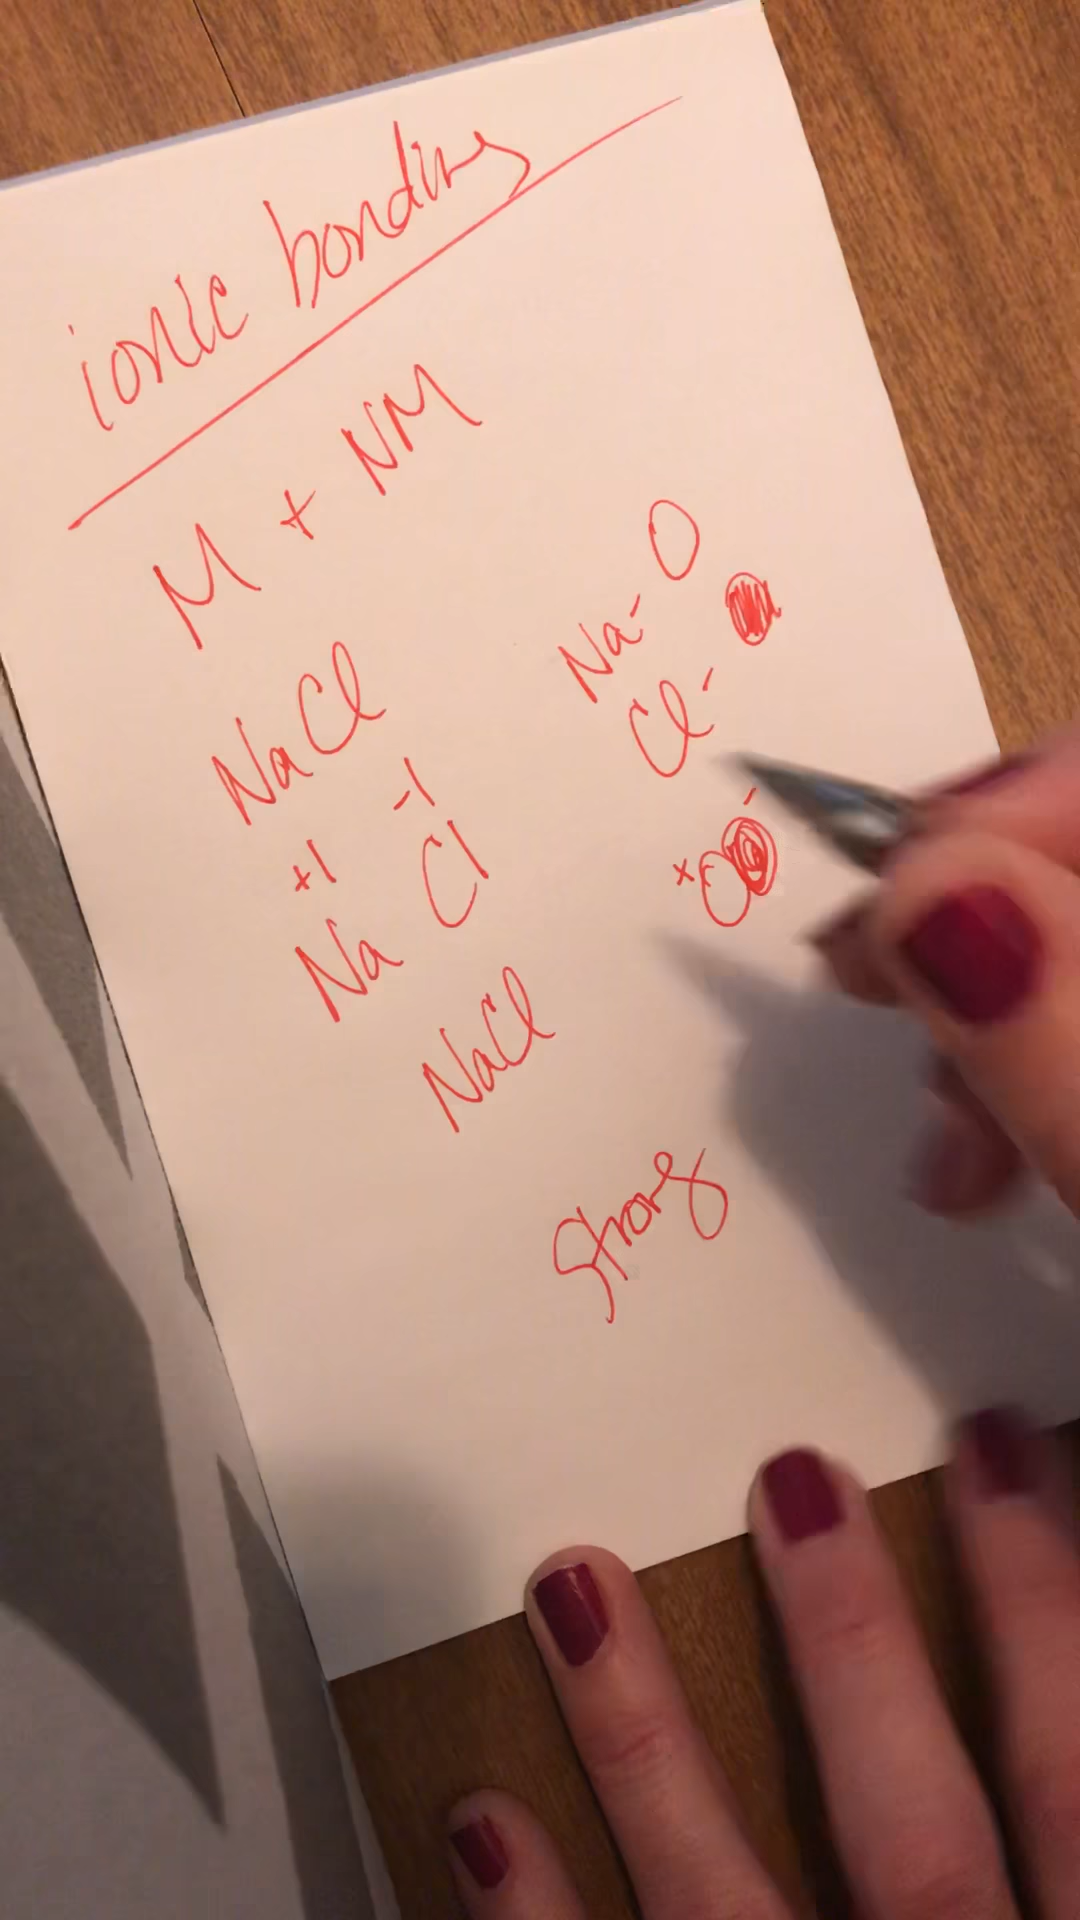 ionic bonding
M + NM
NaCl
+1 -1
Na Cl
NaCl
Na- O
Cl-
+ -
Strong